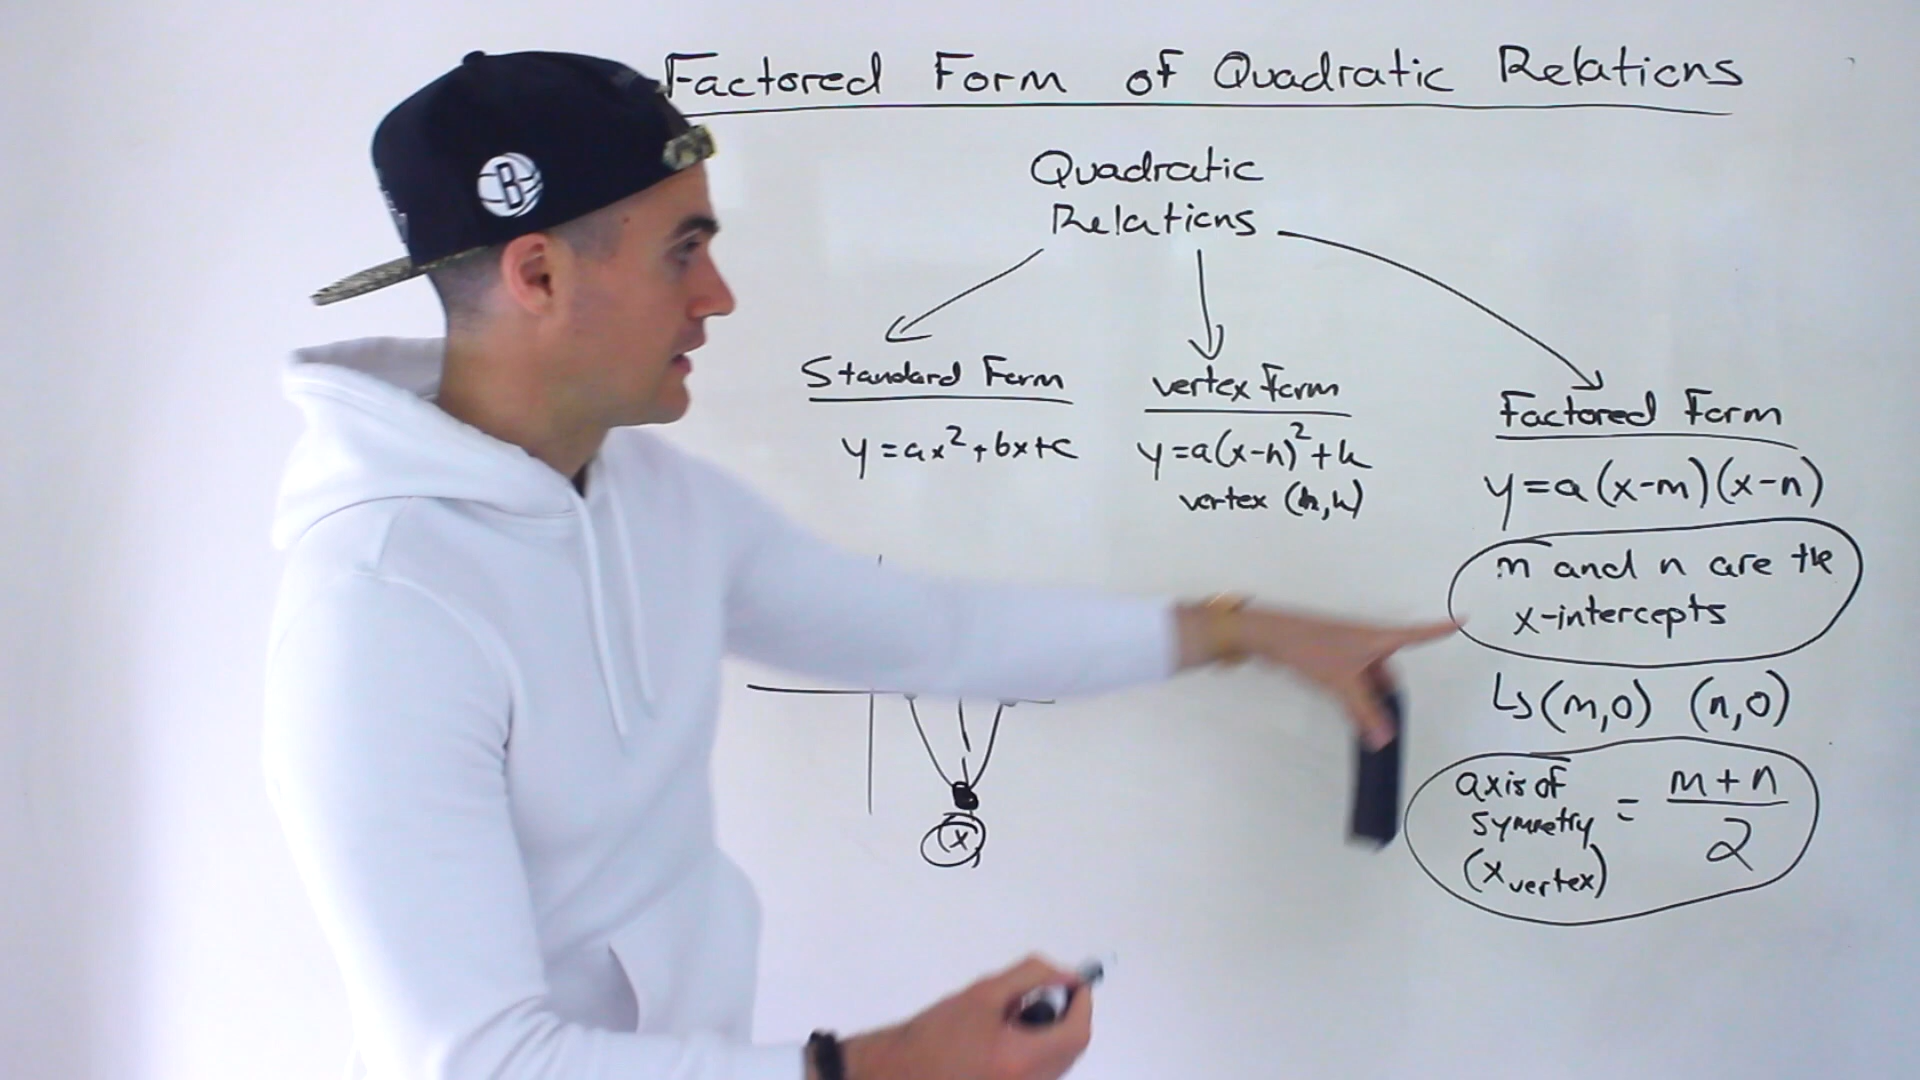 Factored Form of Quadratic Relations
Quadratic
Relations
Standard Form
y=ax²+bx+c
vertex Form
y=a(x-h)²+k
vertex (h,k)
Factored Form
y=a(x-m)(x-n)
m and n are the
x-intercepts
↳(m,0) (n,0)
axis of
symmetry
(x vertex)
= m+n
2
(x)
B